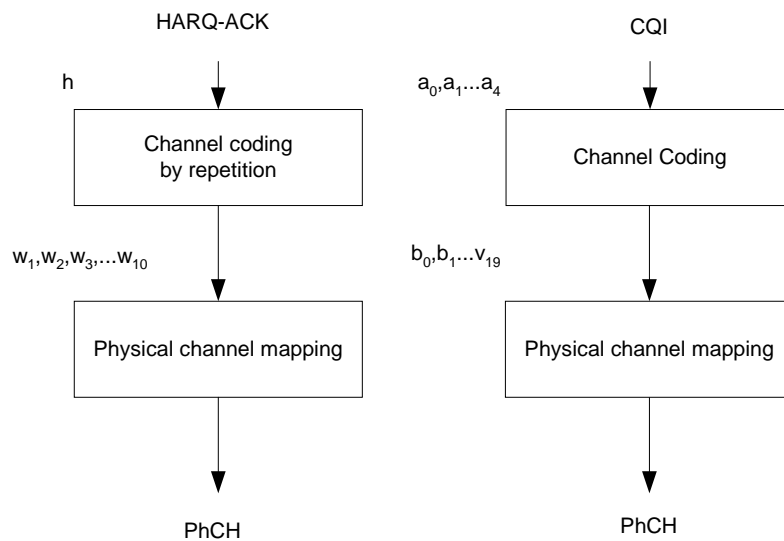 HARQ-ACK
h
Channel coding
by repetition
w₁,w₂,w₃,...w₁₀
Physical channel mapping
PhCH
CQI
a₀,a₁...a₄
Channel Coding
b₀,b₁...v₁₉
Physical channel mapping
PhCH